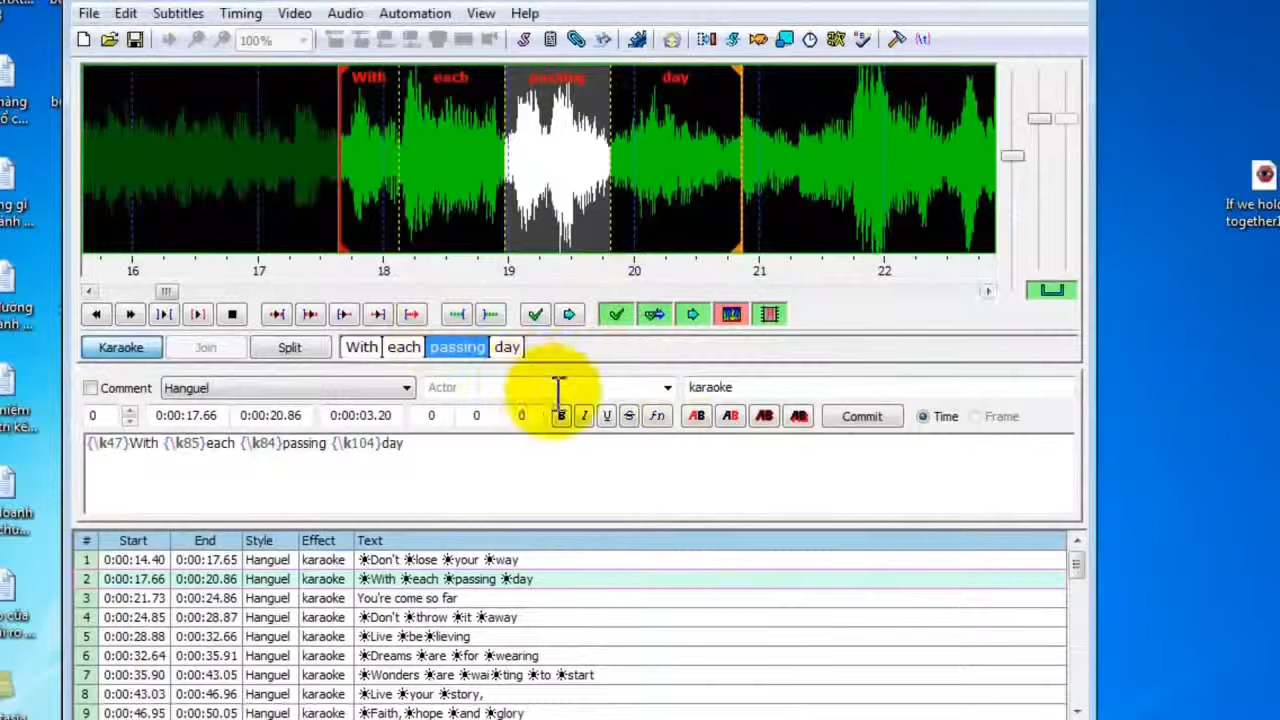 File Edit Subtitles Timing Video Audio Automation View Help
100%
With each passing day
16 17 18 19 20 21 22
Karaoke Join Split With each passing day
Comment Hanguel Actor karaoke
0 0:00:17.66 0:00:20.86 0:00:03.20 0 0 0 B I U S fn AB AB AB AB Commit Time Frame
{\k47}With {\k85}each {\k84}passing {\k104}day
# Start End Style Effect Text
1 0:00:14.40 0:00:17.65 Hanguel karaoke ☀Don't ☀lose ☀your ☀way
2 0:00:17.66 0:00:20.86 Hanguel karaoke ☀With ☀each ☀passing ☀day
3 0:00:21.73 0:00:24.86 Hanguel karaoke You're come so far
4 0:00:24.85 0:00:28.87 Hanguel karaoke ☀Don't ☀throw ☀it ☀away
5 0:00:28.88 0:00:32.66 Hanguel karaoke ☀Live ☀be☀lieving
6 0:00:32.64 0:00:35.91 Hanguel karaoke ☀Dreams ☀are ☀for ☀wearing
7 0:00:35.90 0:00:43.05 Hanguel karaoke ☀Wonders ☀are ☀wai☀ting ☀to ☀start
8 0:00:43.03 0:00:46.96 Hanguel karaoke ☀Live ☀your ☀story,
9 0:00:46.95 0:00:50.05 Hanguel karaoke ☀Faith, ☀hope ☀and ☀glory
If we hold